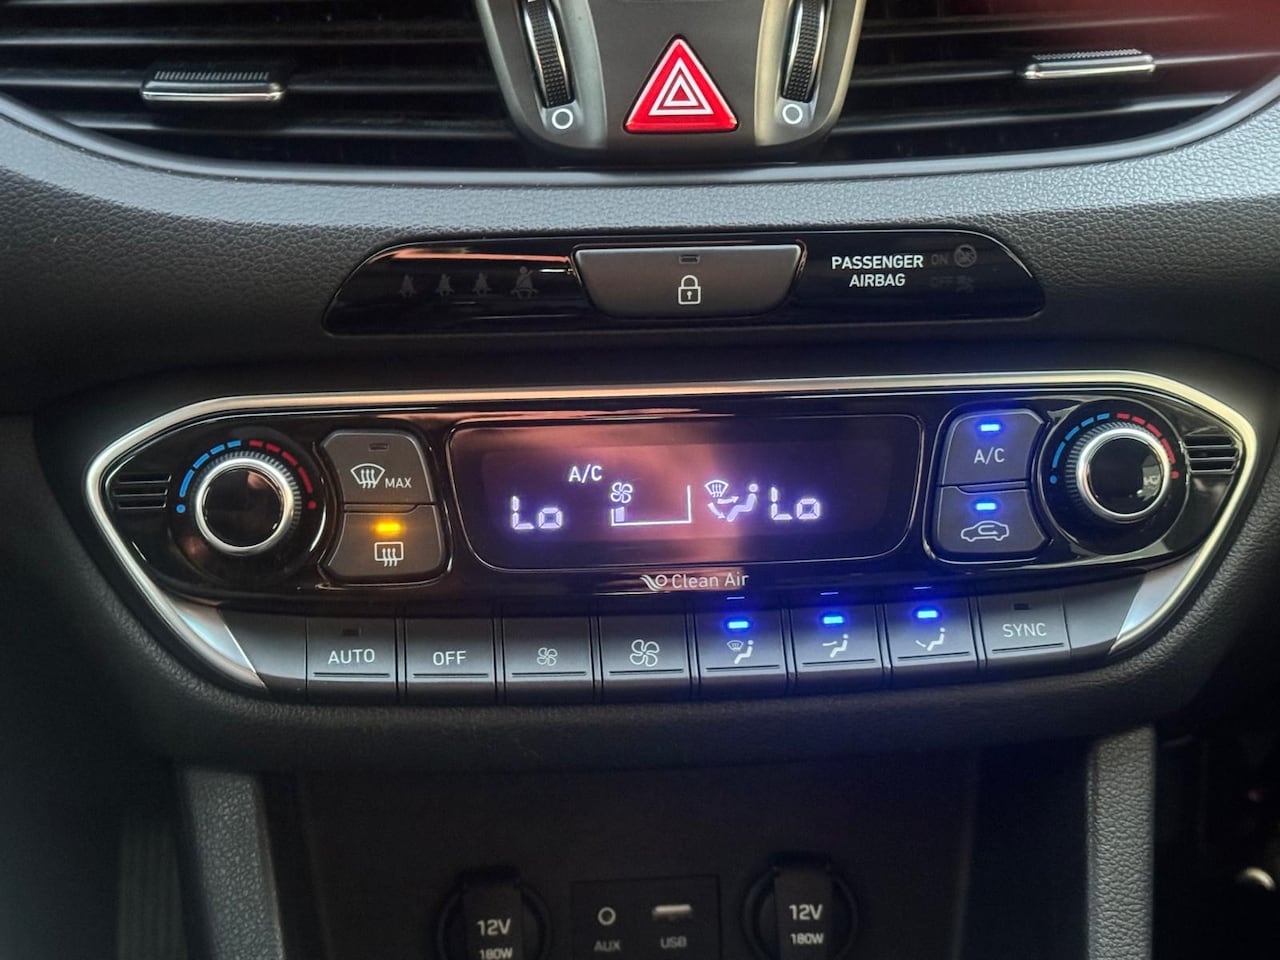 PASSENGER ON
AIRBAG OFF
MAX
A/C
Lo
Lo
A/C
Clean Air
AUTO
OFF
SYNC
12V
180W
AUX
USB
12V
180W